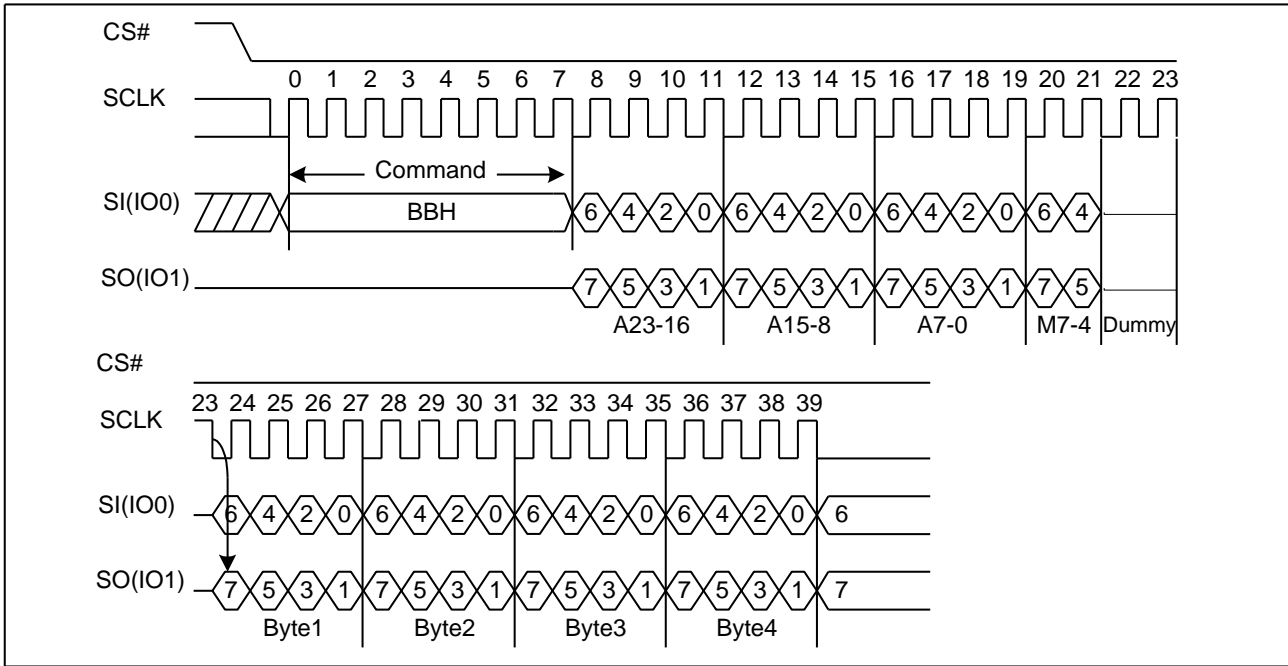 CS#
0 1 2 3 4 5 6 7 8 9 10 11 12 13 14 15 16 17 18 19 20 21 22 23
SCLK
Command
SI(IO0) BBH 6 4 2 0 6 4 2 0 6 4 2 0 6 4
SO(IO1) 7 5 3 1 7 5 3 1 7 5 3 1 7 5
A23-16 A15-8 A7-0 M7-4 Dummy
CS#
23 24 25 26 27 28 29 30 31 32 33 34 35 36 37 38 39
SCLK
SI(IO0) 6 4 2 0 6 4 2 0 6 4 2 0 6 4 2 0 6
SO(IO1) 7 5 3 1 7 5 3 1 7 5 3 1 7 5 3 1 7
Byte1 Byte2 Byte3 Byte4